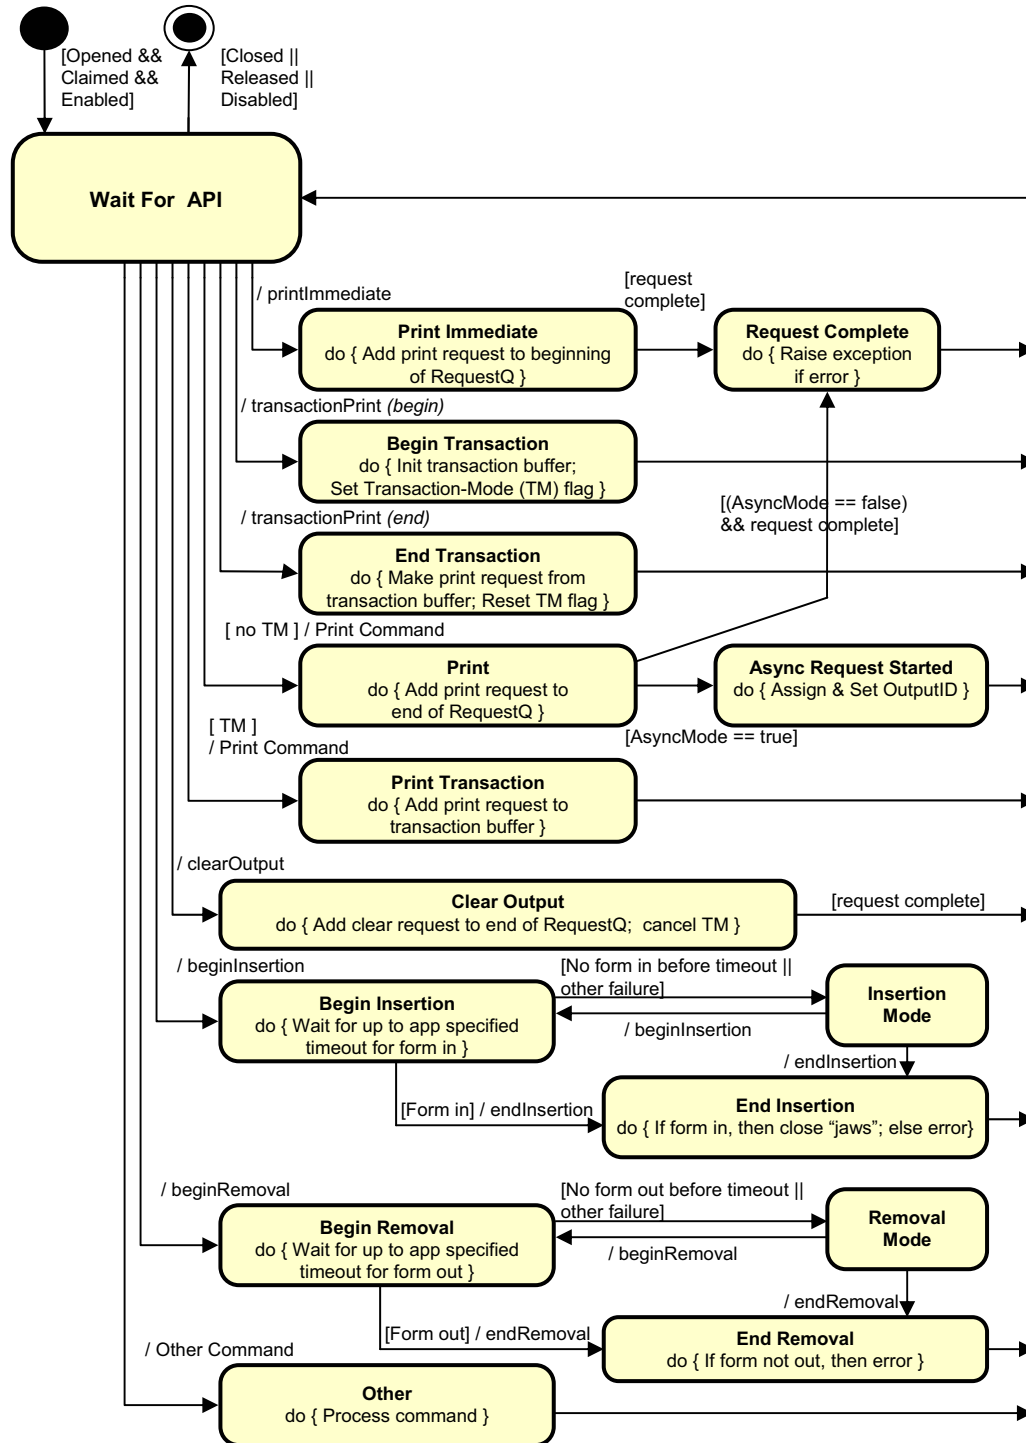 [Opened &&
Claimed &&
Enabled]
[Closed ||
Released ||
Disabled]
Wait For  API
/ printImmediate
[request
complete]
Print Immediate
do { Add print request to beginning
of RequestQ }
Request Complete
do { Raise exception
if error }
/ transactionPrint (begin)
Begin Transaction
do { Init transaction buffer;
Set Transaction-Mode (TM) flag }
[(AsyncMode == false)
&& request complete]
/ transactionPrint (end)
End Transaction
do { Make print request from
transaction buffer; Reset TM flag }
[ no TM ] / Print Command
Print
do { Add print request to
end of RequestQ }
Async Request Started
do { Assign & Set OutputID }
[AsyncMode == true]
[ TM ]
/ Print Command
Print Transaction
do { Add print request to
transaction buffer }
/ clearOutput
Clear Output
do { Add clear request to end of RequestQ;  cancel TM }
[request complete]
/ beginInsertion
Begin Insertion
do { Wait for up to app specified
timeout for form in }
[No form in before timeout ||
other failure]
/ beginInsertion
Insertion
Mode
/ endInsertion
[Form in] / endInsertion
End Insertion
do { If form in, then close “jaws”; else error}
/ beginRemoval
Begin Removal
do { Wait for up to app specified
timeout for form out }
[No form out before timeout ||
other failure]
/ beginRemoval
Removal
Mode
/ endRemoval
[Form out] / endRemoval
End Removal
do { If form not out, then error }
/ Other Command
Other
do { Process command }